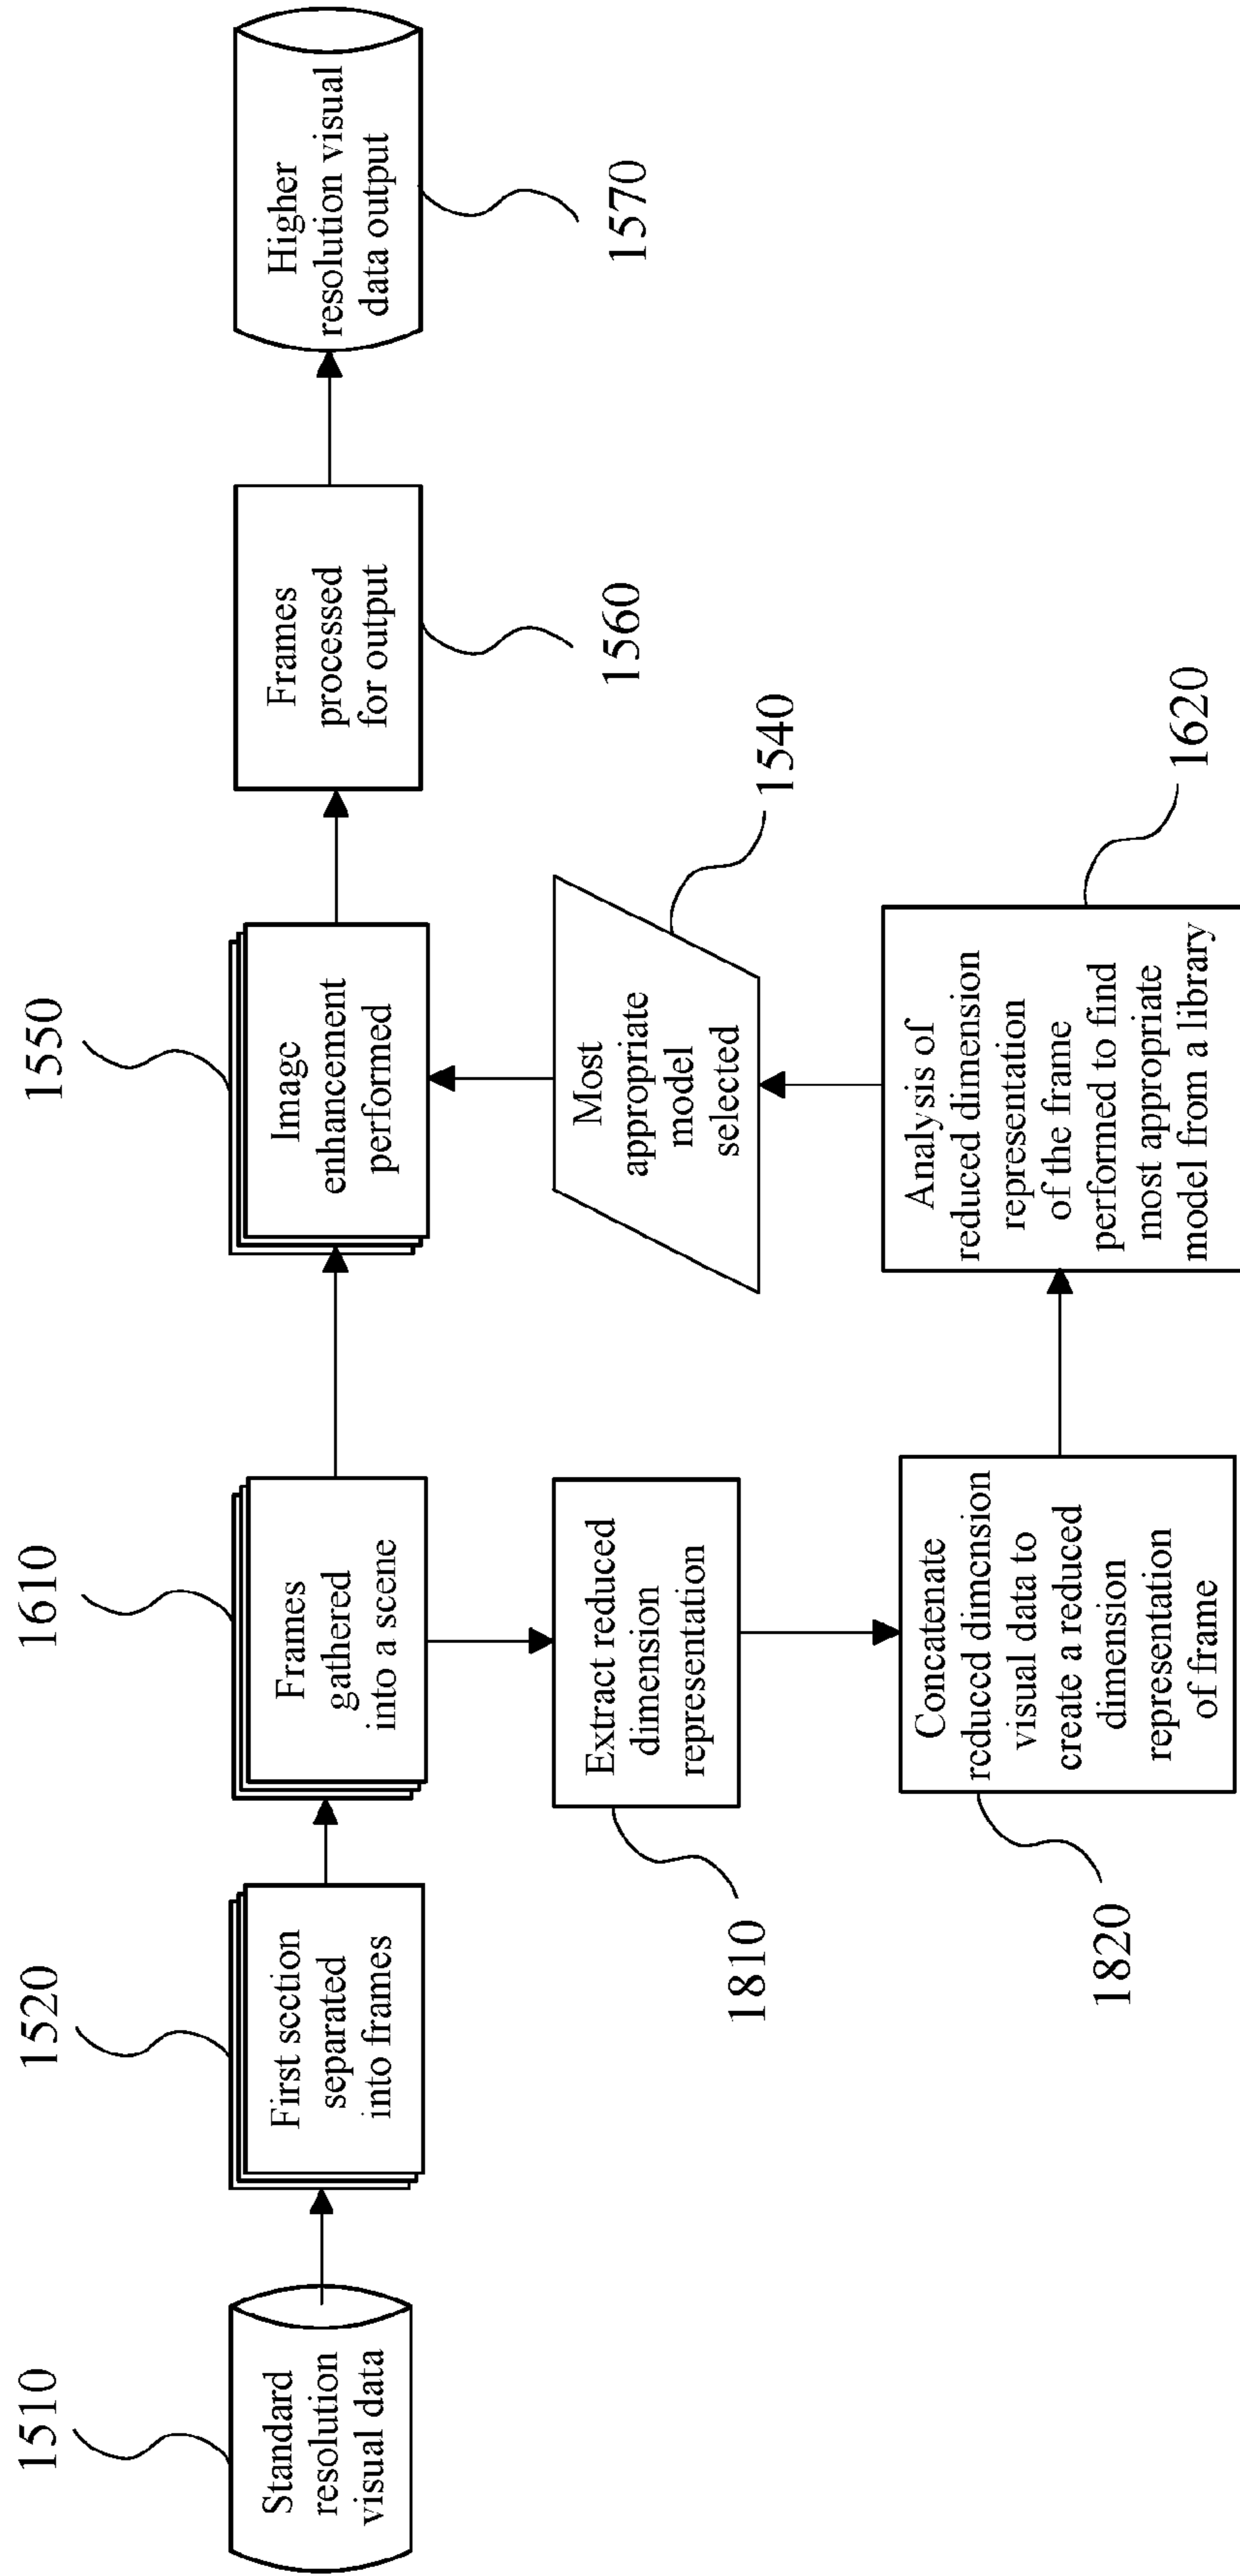 1510
Standard
resolution
visual data
1520
First section
separated
into frames
1610
Frames
gathered
into a scene
1550
Image
enhancement
performed
Frames
processed
for output
1560
Higher
resolution visual
data output
1570
Extract reduced
dimension
representation
1810
Most
appropriate
model
selected
1540
Concatenate
reduced dimension
visual data to
create a reduced
dimension
representation
of frame
1820
Analysis of
reduced dimension
representation
of the frame
performed to find
most appropriate
model from a library
1620